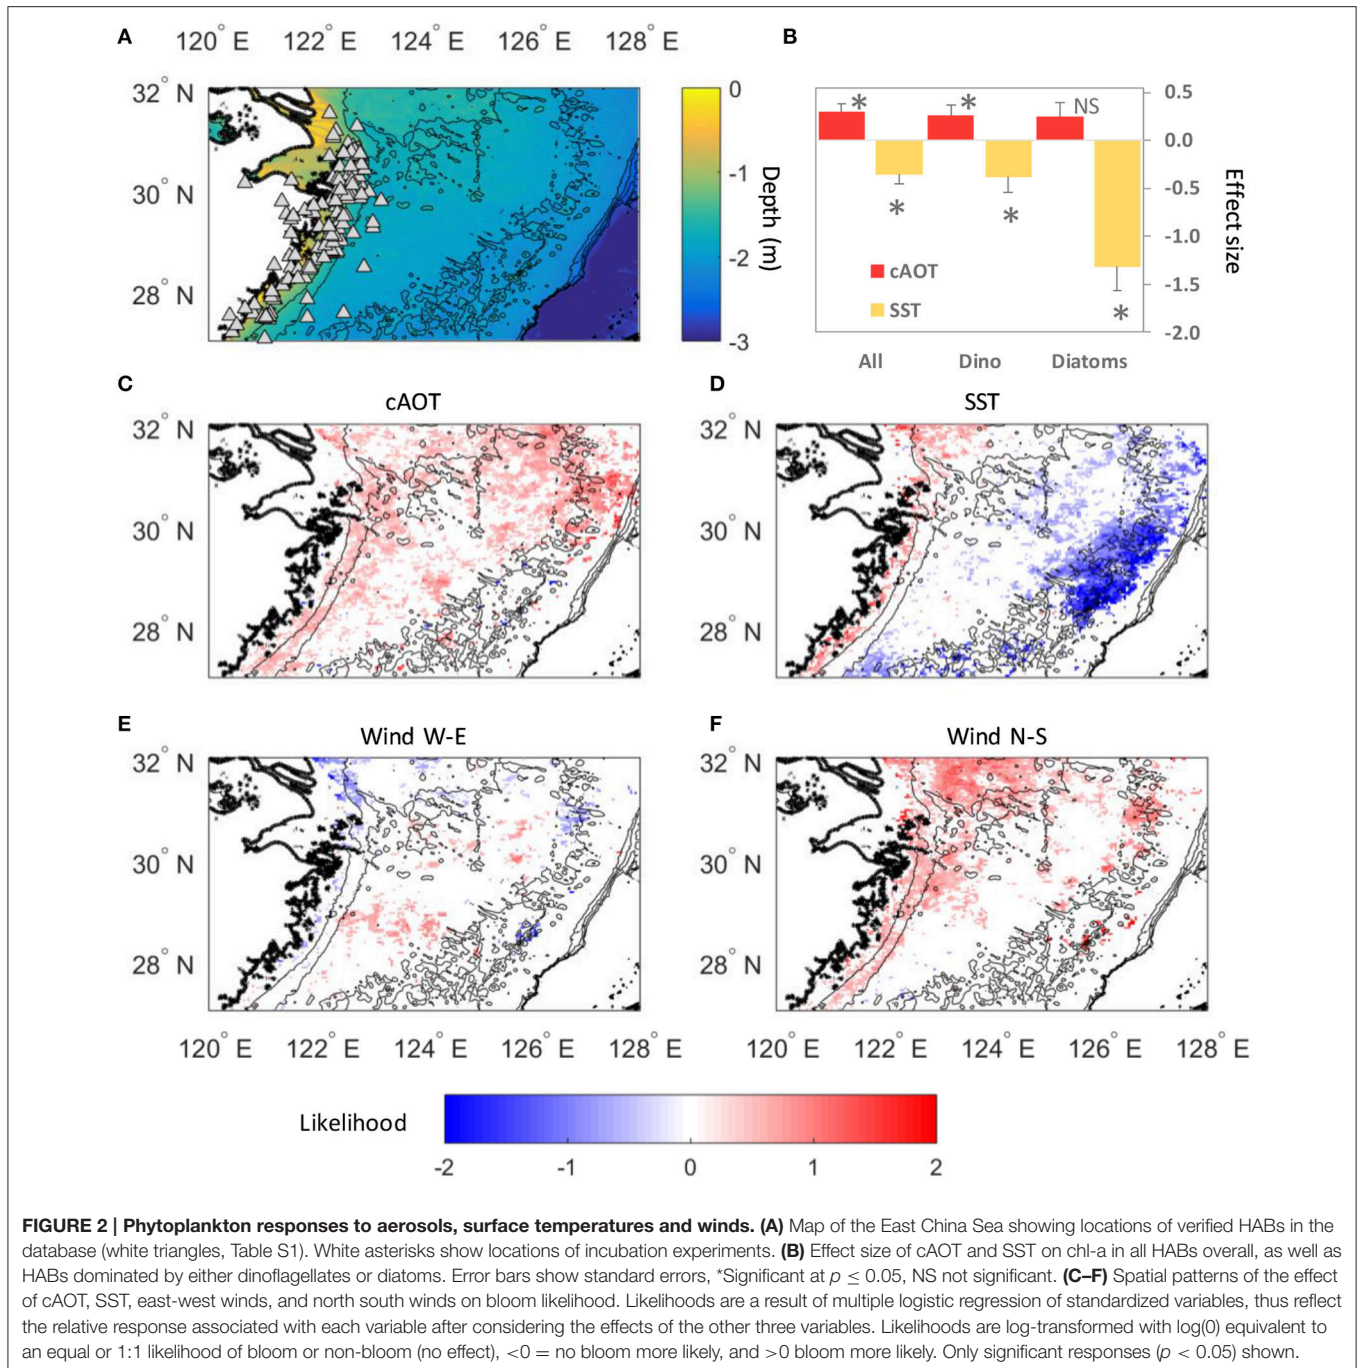 A
120° E 122° E 124° E 126° E 128° E
32° N
30° N
28° N
0
-1
-2
-3
Depth (m)
B
* * NS
* * *
cAOT
SST
All Dino Diatoms
0.5
0.0
-0.5
-1.0
-1.5
-2.0
Effect size
C
cAOT
32° N
30° N
28° N
D
SST
32° N
30° N
28° N
E
Wind W-E
32° N
30° N
28° N
120° E 122° E 124° E 126° E 128° E
F
Wind N-S
32° N
30° N
28° N
120° E 122° E 124° E 126° E 128° E
Likelihood
-2 -1 0 1 2
FIGURE 2 | Phytoplankton responses to aerosols, surface temperatures and winds. (A) Map of the East China Sea showing locations of verified HABs in the
database (white triangles, Table S1). White asterisks show locations of incubation experiments. (B) Effect size of cAOT and SST on chl-a in all HABs overall, as well as
HABs dominated by either dinoflagellates or diatoms. Error bars show standard errors, *Significant at p ≤ 0.05, NS not significant. (C–F) Spatial patterns of the effect
of cAOT, SST, east-west winds, and north south winds on bloom likelihood. Likelihoods are a result of multiple logistic regression of standardized variables, thus reflect
the relative response associated with each variable after considering the effects of the other three variables. Likelihoods are log-transformed with log(0) equivalent to
an equal or 1:1 likelihood of bloom or non-bloom (no effect), <0 = no bloom more likely, and >0 bloom more likely. Only significant responses (p < 0.05) shown.